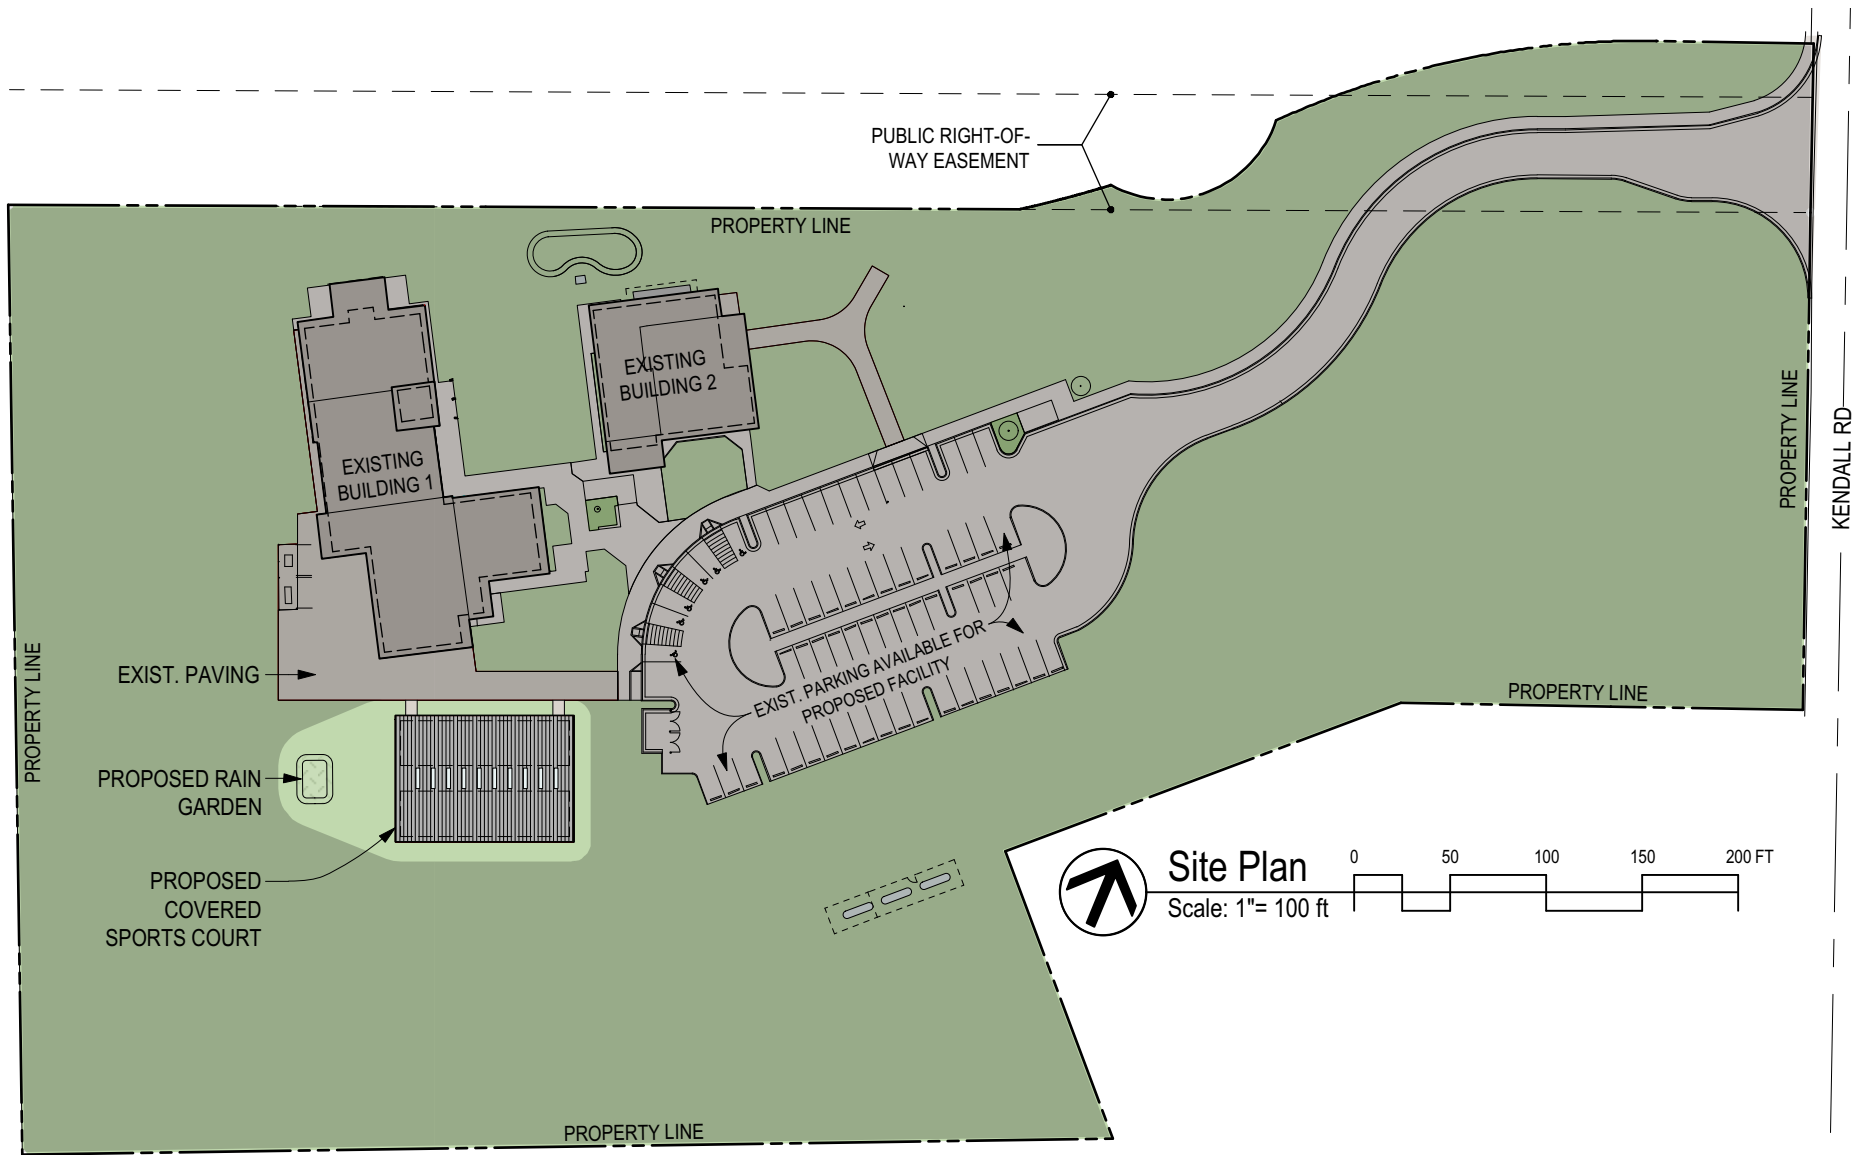 PUBLIC RIGHT-OF-
WAY EASEMENT
PROPERTY LINE
EXISTING
BUILDING 2
EXISTING
BUILDING 1
PROPERTY LINE
KENDALL RD
PROPERTY LINE
EXIST. PAVING
EXIST. PARKING AVAILABLE FOR
PROPOSED FACILITY
PROPERTY LINE
PROPOSED RAIN
GARDEN
PROPOSED
COVERED
SPORTS COURT
Site Plan
Scale: 1"= 100 ft
0 50 100 150 200 FT
PROPERTY LINE